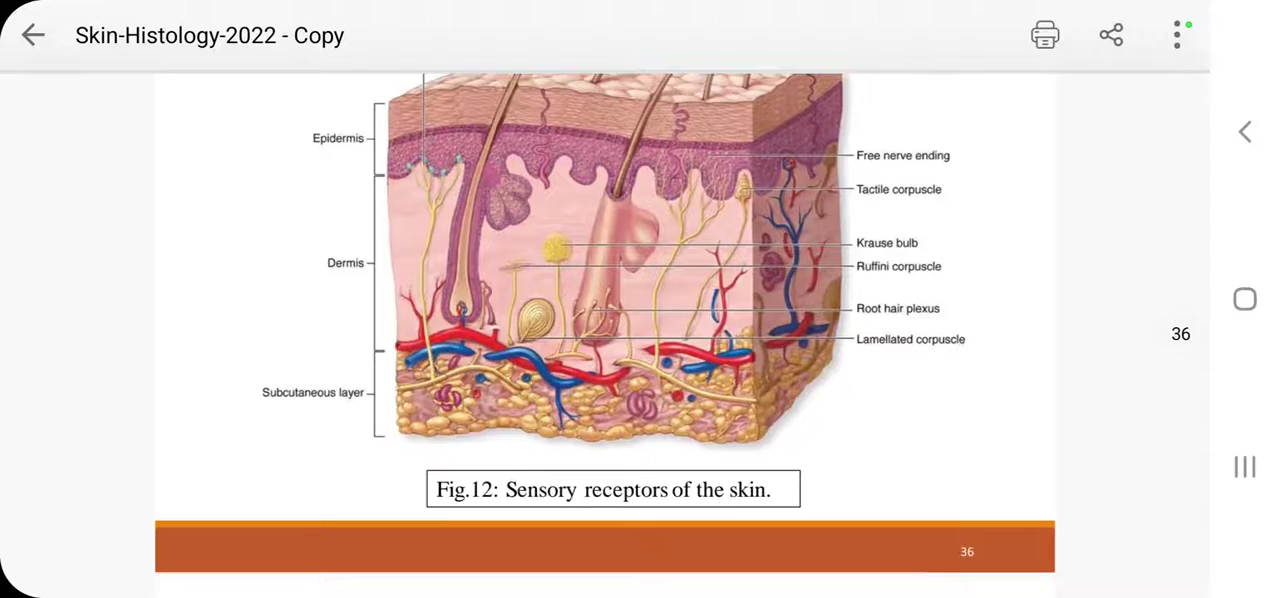 Skin-Histology-2022 - Copy
Epidermis
Free nerve ending
Tactile corpuscle
Krause bulb
Dermis
Ruffini corpuscle
Root hair plexus
36
Lamellated corpuscle
Subcutaneous layer
Fig.12: Sensory receptors of the skin.
36